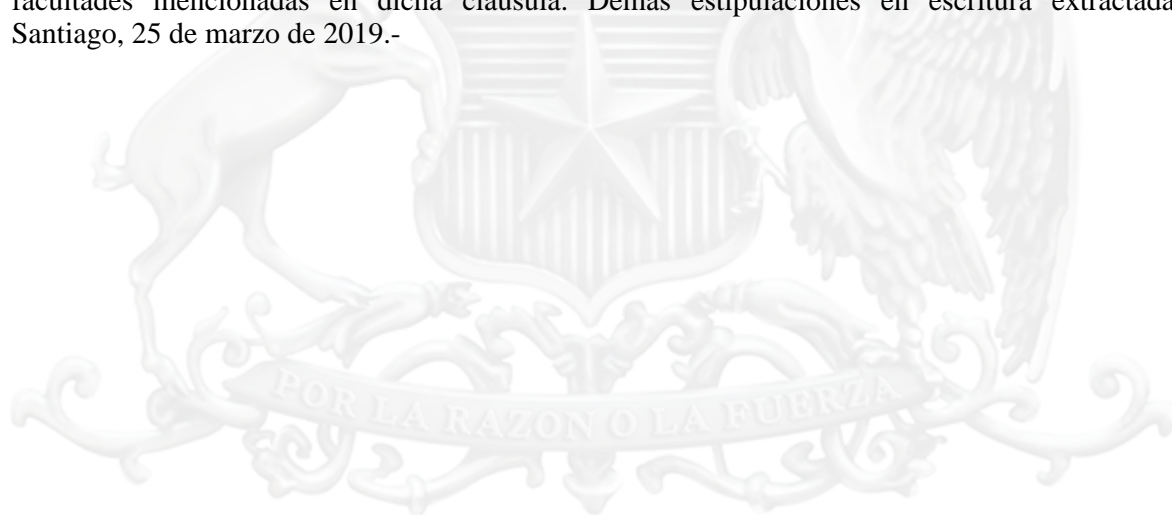 facultades mencionadas en dicha cláusula. Demás estipulaciones en escritura extractada
Santiago, 25 de marzo de 2019.-
POR LA RAZON O LA FUERZA